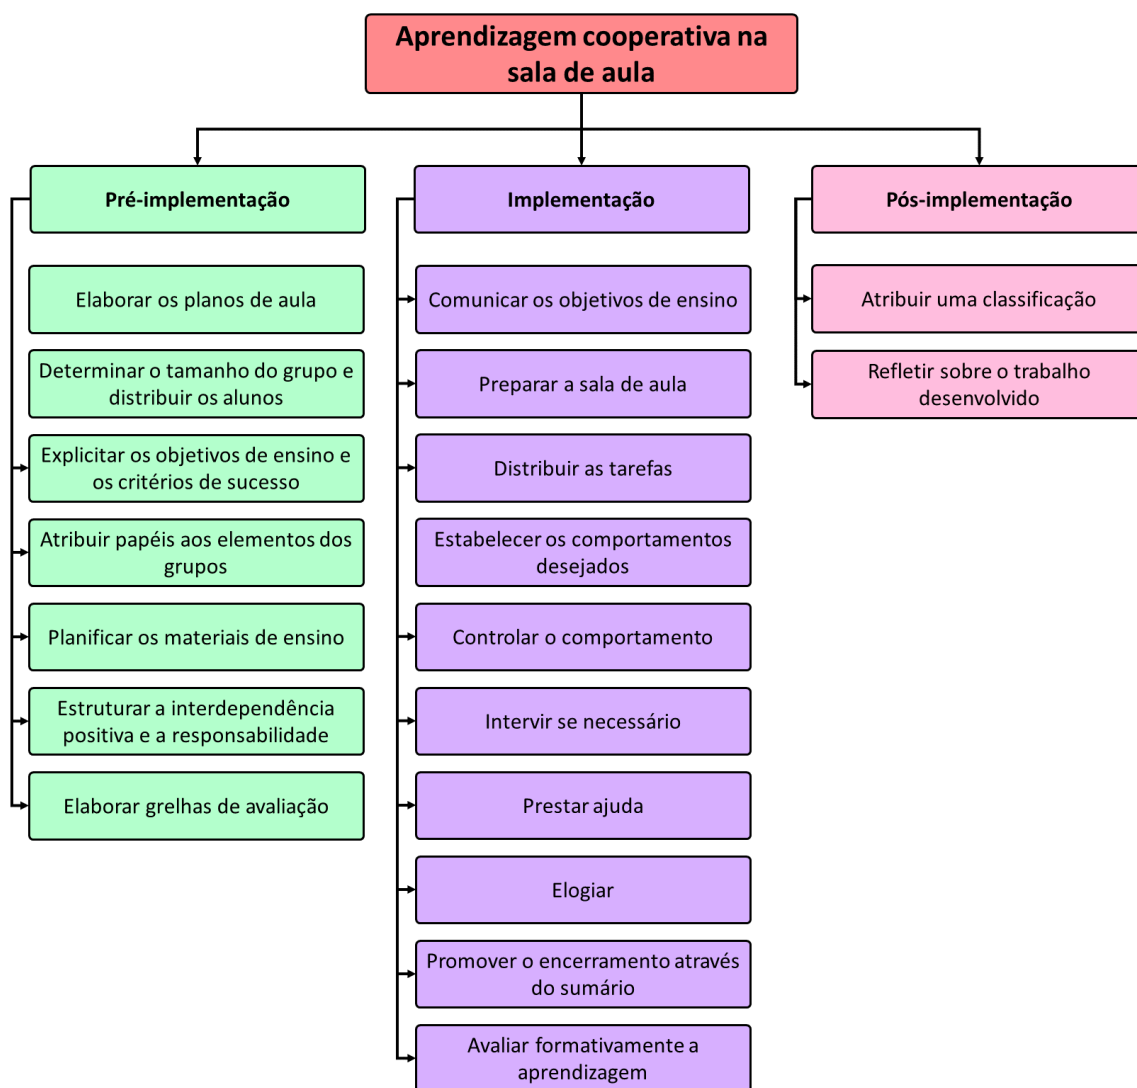 Aprendizagem cooperativa na
sala de aula
Pré-implementação
Elaborar os planos de aula
Determinar o tamanho do grupo e
distribuir os alunos
Explicitar os objetivos de ensino e
os critérios de sucesso
Atribuir papéis aos elementos dos
grupos
Planificar os materiais de ensino
Estruturar a interdependência
positiva e a responsabilidade
Elaborar grelhas de avaliação
Implementação
Comunicar os objetivos de ensino
Preparar a sala de aula
Distribuir as tarefas
Estabelecer os comportamentos
desejados
Controlar o comportamento
Intervir se necessário
Prestar ajuda
Elogiar
Promover o encerramento através
do sumário
Avaliar formativamente a
aprendizagem
Pós-implementação
Atribuir uma classificação
Refletir sobre o trabalho
desenvolvido